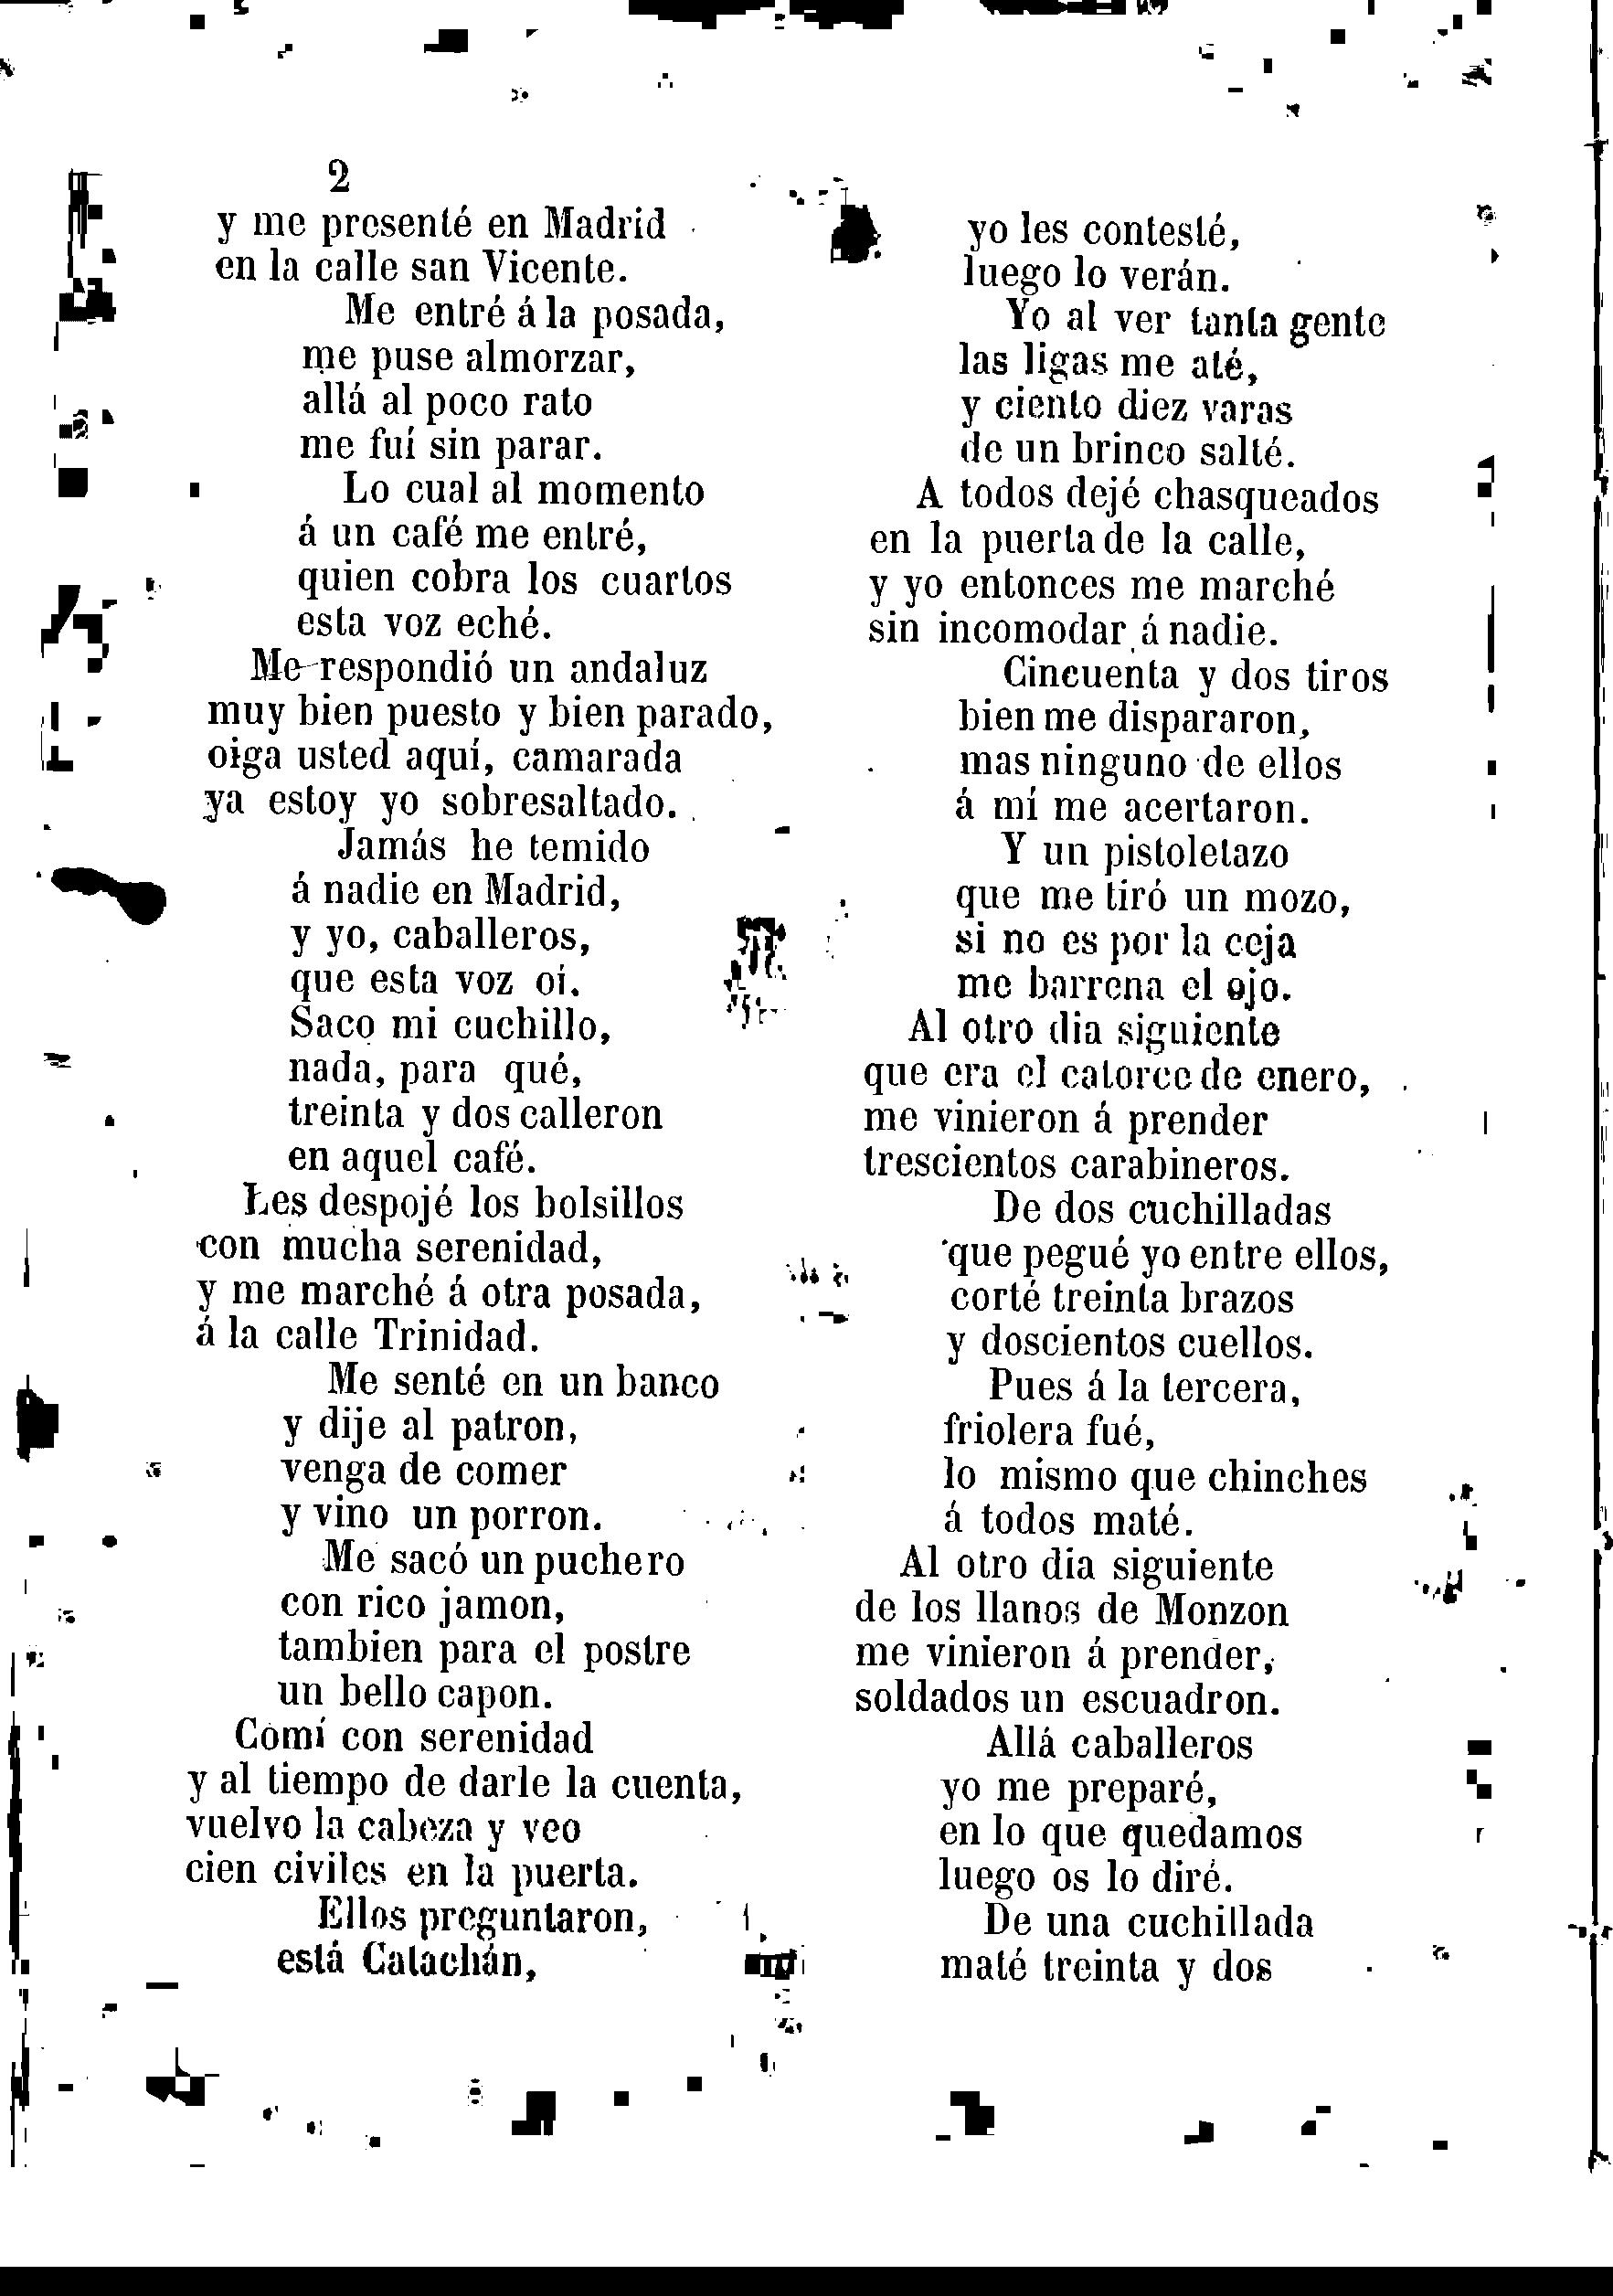 2
y me presenté en Madrid
en la calle san Vicente.
Me entré á la posada,
me puse almorzar,
allá al poco rato
me fuí sin parar.
Lo cual al momento
á un café me entré,
quien cobra los cuartos
esta voz eché.
Me respondió un andaluz
muy bien puesto y bien parado,
oiga usted aquí, camarada
ya estoy yo sobresaltado.
Jamás he temido
á nadie en Madrid,
y yo, caballeros,
que esta voz oí.
Saco mi cuchillo,
nada, para qué,
treinta y dos calleron
en aquel café.
Les despojé los bolsillos
con mucha serenidad,
y me marché á otra posada,
á la calle Trinidad.
Me senté en un banco
y dije al patron,
venga de comer
y vino un porron.
Me sacó un puchero
con rico jamon,
tambien para el postre
un bello capon.
Comí con serenidad
y al tiempo de darle la cuenta,
vuelvo la cabeza y veo
cien civiles en la puerta.
Ellos preguntaron,
está Catachán,
yo les contesté,
luego lo verán.
Yo al ver tanta gente
las ligas me até,
y ciento diez varas
de un brinco salté.
A todos dejé chasqueados
en la puerta de la calle,
y yo entonces me marché
sin incomodar á nadie.
Cincuenta y dos tiros
bien me dispararon,
mas ninguno de ellos
á mí me acertaron.
Y un pistoletazo
que me tiró un mozo,
si no es por la ceja
me barrena el ojo.
Al otro dia siguiente
que era el catorce de enero,
me vinieron á prender
trescientos carabineros.
De dos cuchilladas
que pegué yo entre ellos,
corté treinta brazos
y doscientos cuellos.
Pues á la tercera,
friolera fué,
lo mismo que chinches
á todos maté.
Al otro dia siguiente
de los llanos de Monzon
me vinieron á prender,
soldados un escuadron.
Allá caballeros
yo me preparé,
en lo que quedamos
luego os lo diré.
De una cuchillada
maté treinta y dos